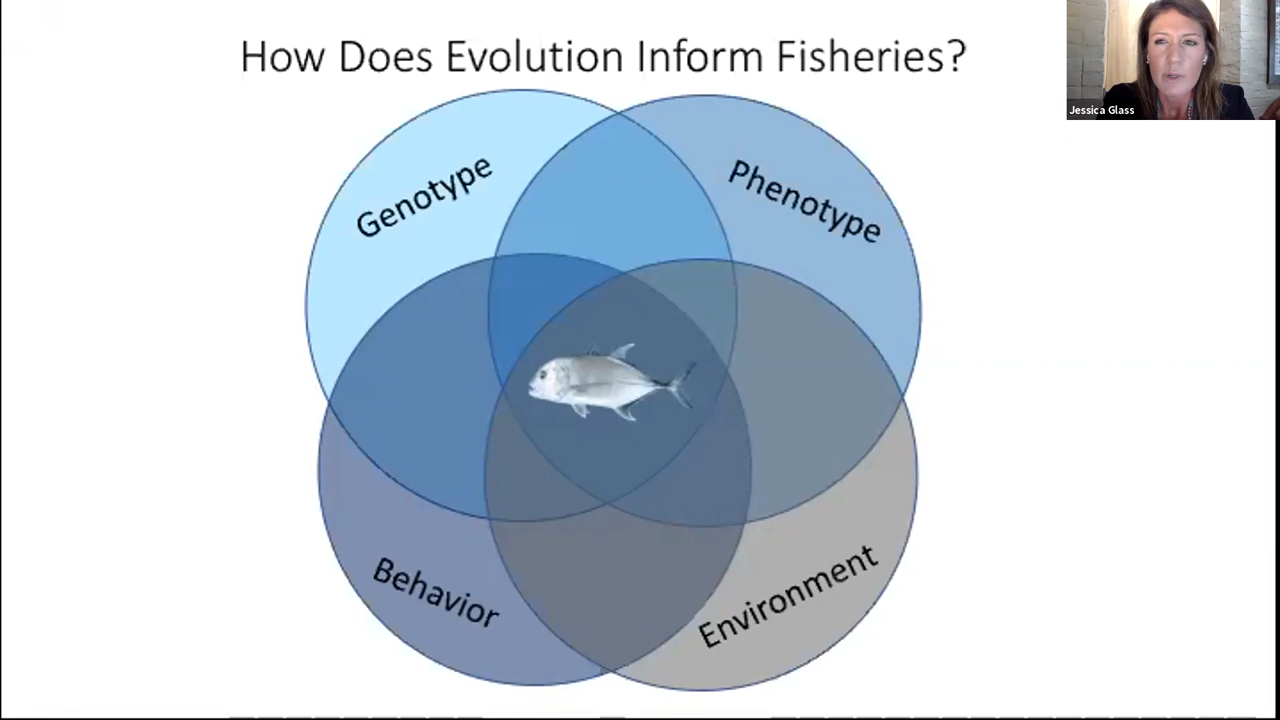 How Does Evolution Inform Fisheries?
Jessica Glass
Genotype
Phenotype
Behavior
Environment